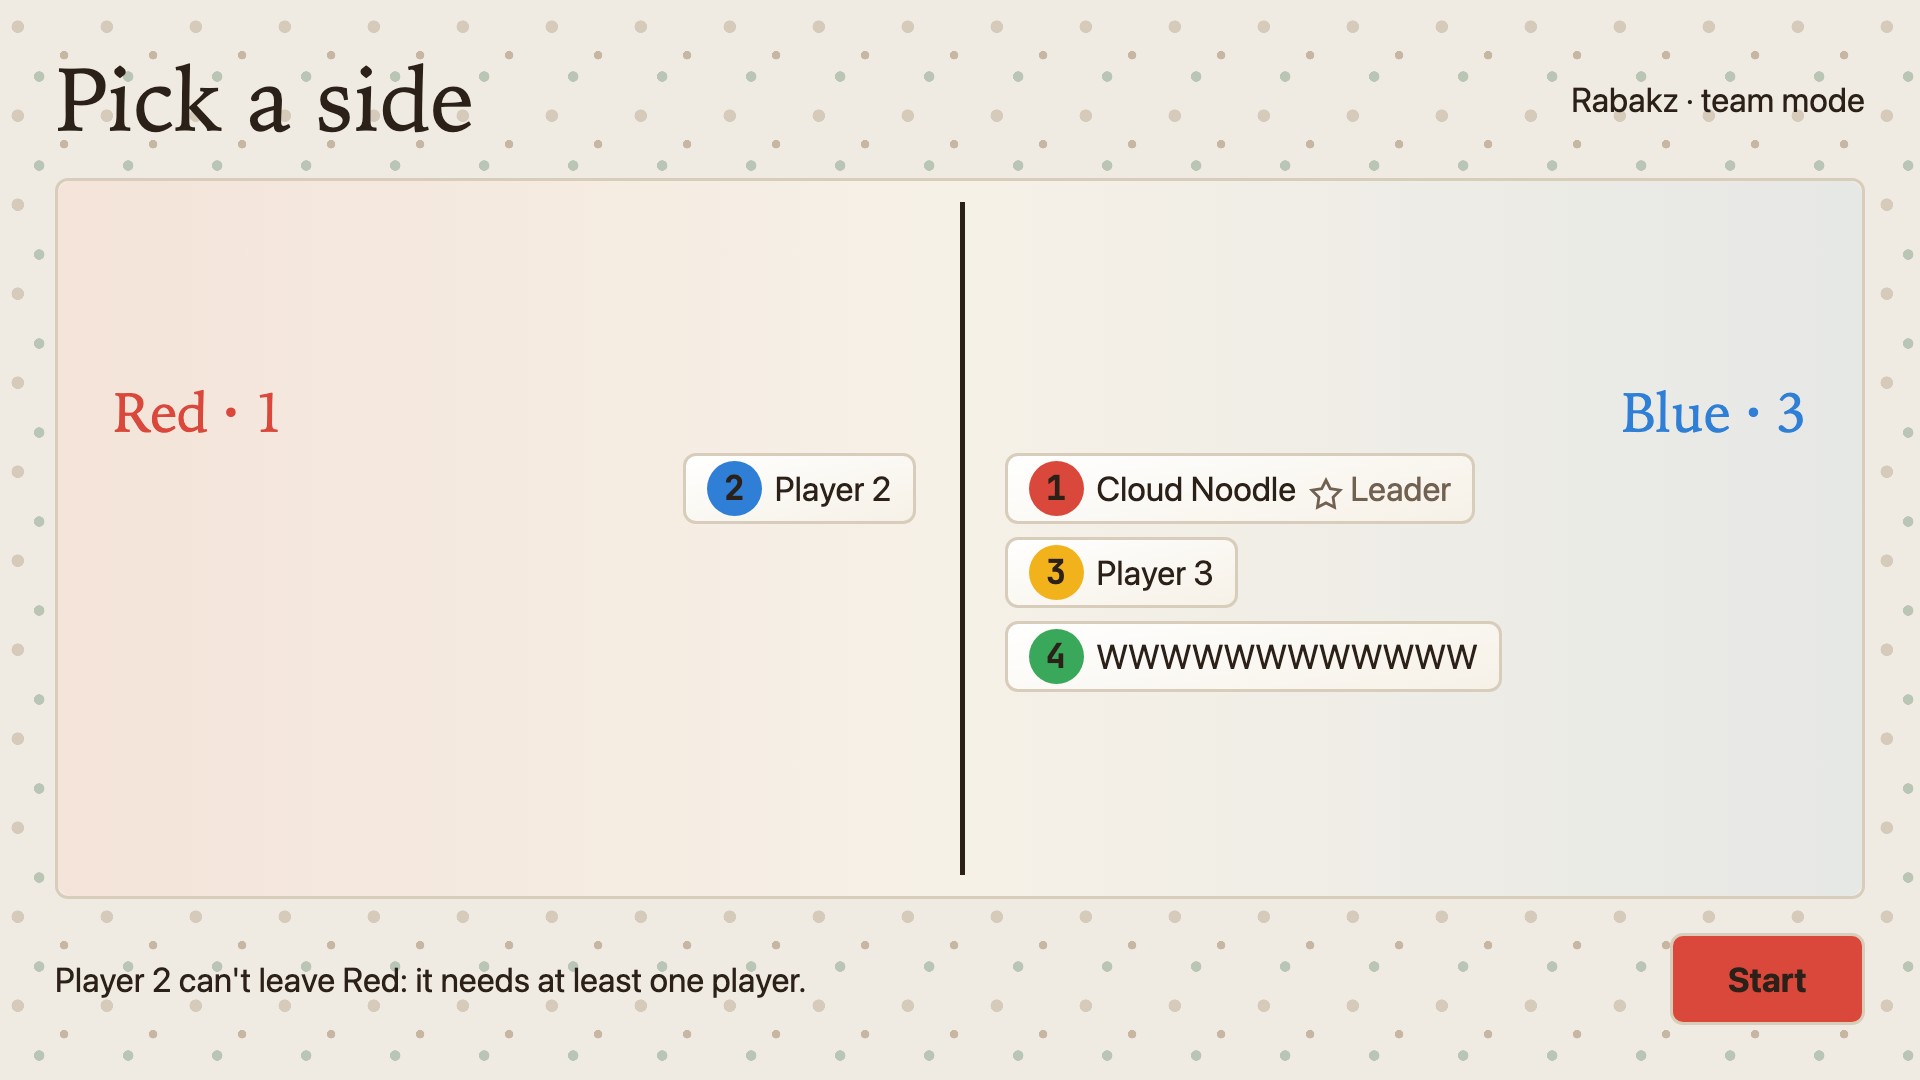 Pick a side
Rabakz · team mode
Red · 1
Blue · 3
2 Player 2
1 Cloud Noodle ☆ Leader
3 Player 3
4 WWWWWWWWWWWW
Player 2 can't leave Red: it needs at least one player.
Start